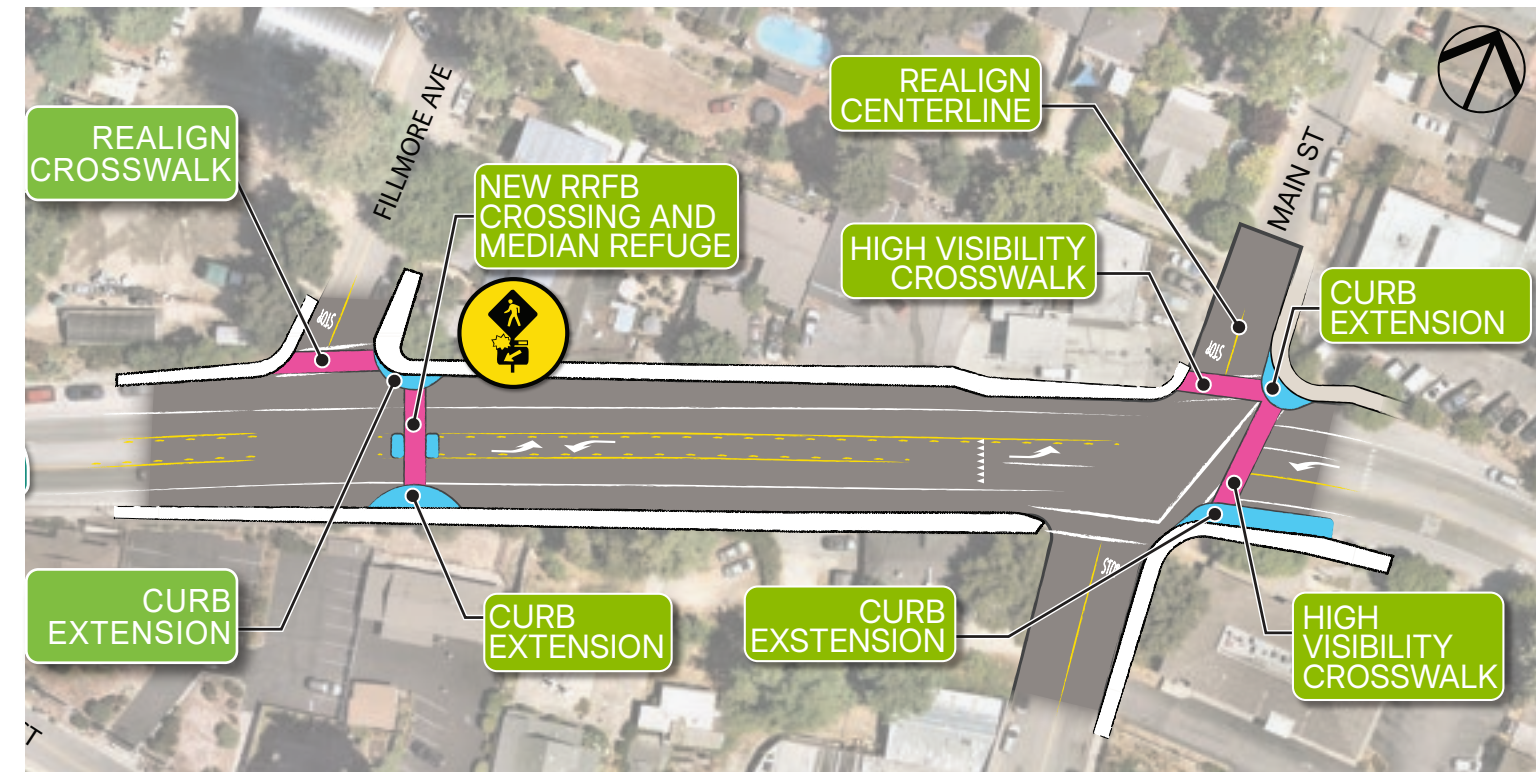 REALIGN
CROSSWALK
FILLMORE AVE
NEW RRFB
CROSSING AND
MEDIAN REFUGE
REALIGN
CENTERLINE
HIGH VISIBILITY
CROSSWALK
MAIN ST
CURB
EXTENSION
STOP
STOP
CURB
EXTENSION
CURB
EXTENSION
CURB
EXSTENSION
STOP
HIGH
VISIBILITY
CROSSWALK
T